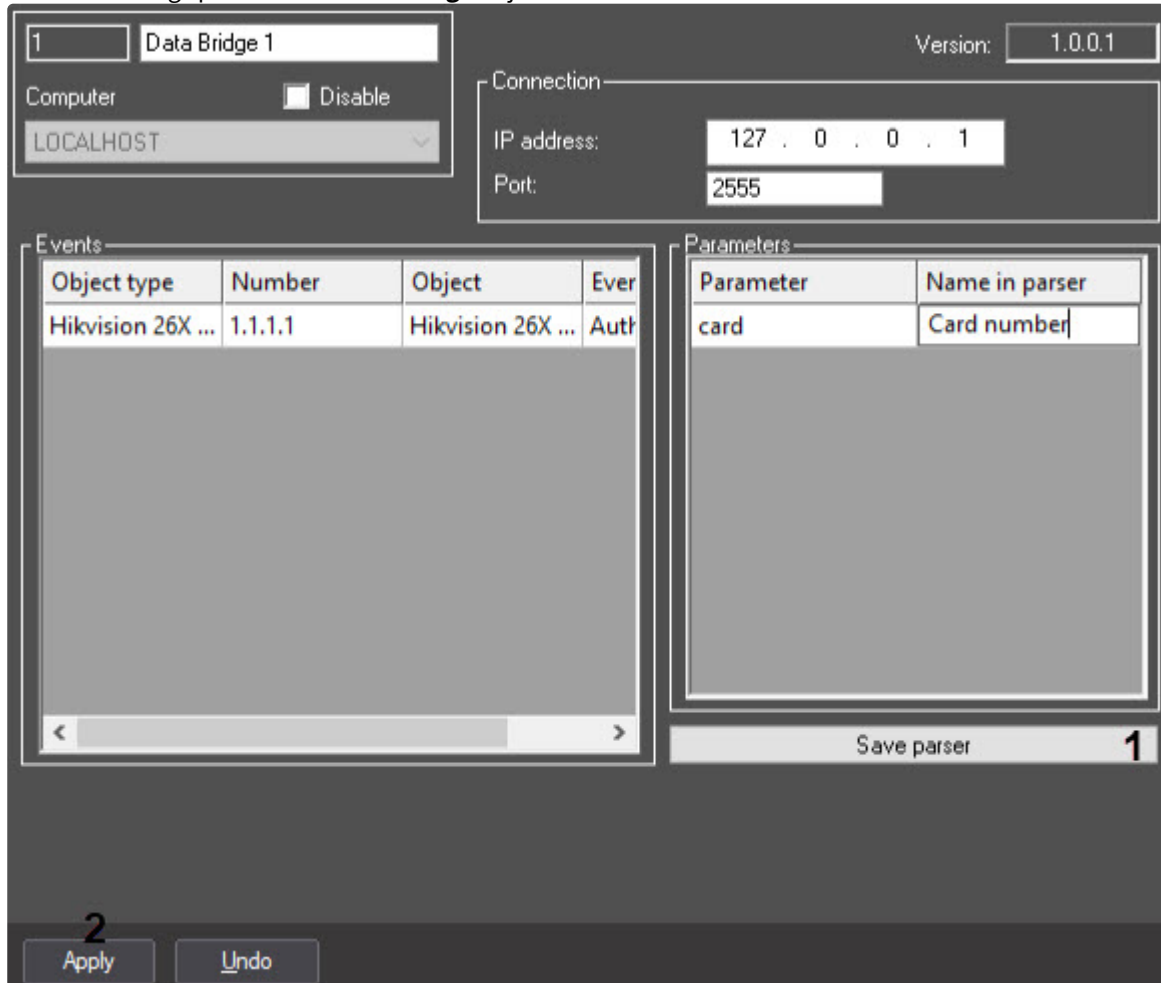 1 Data Bridge 1
Version: 1.0.0.1
Computer Disable
LOCALHOST
Connection
IP address: 127 . 0 . 0 . 1
Port: 2555
Events
Object type Number Object Ever
Hikvision 26X ... 1.1.1.1 Hikvision 26X ... Auth
Parameters
Parameter Name in parser
card Card number
Save parser 1
2
Apply Undo